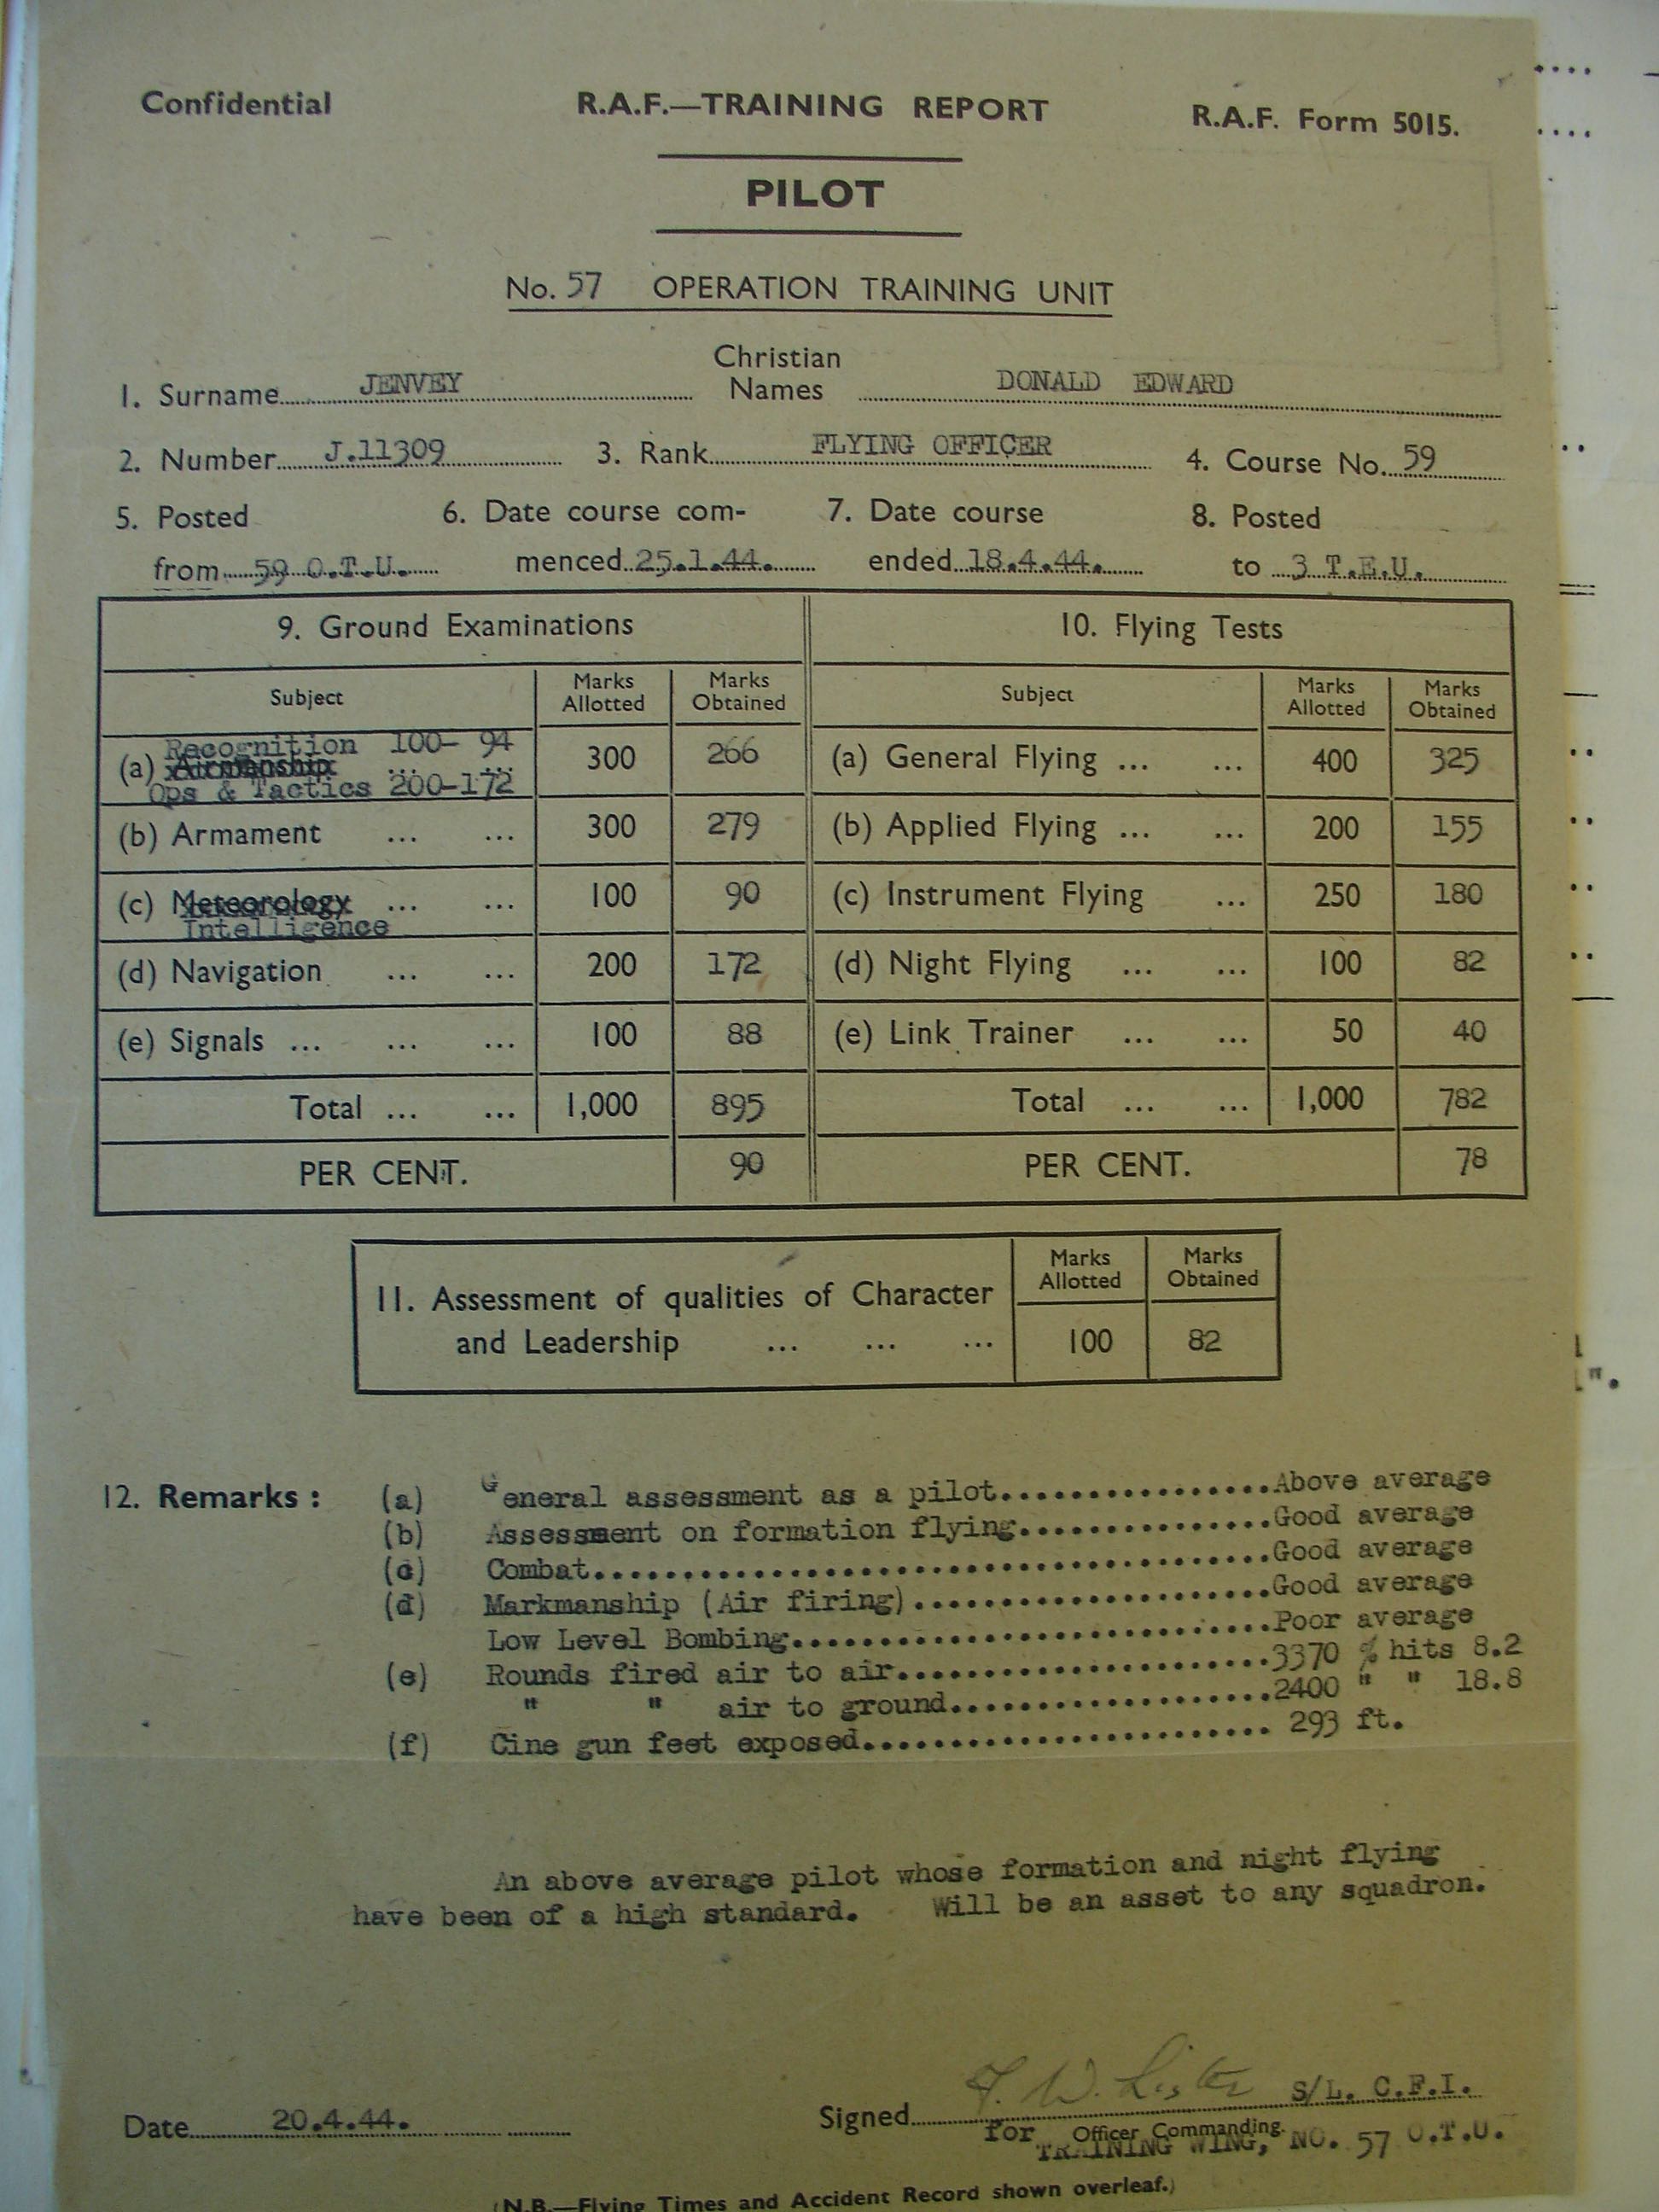 Confidential R.A.F.—TRAINING REPORT R.A.F. Form 5015.
PILOT
No. 57 OPERATION TRAINING UNIT
1. Surname JENVEY Christian Names DONALD EDWARD
2. Number J.11309 3. Rank FLYING OFFICER 4. Course No. 59
5. Posted 6. Date course com- 7. Date course 8. Posted
from 59 O.T.U. menced 25.1.44. ended 18.4.44. to 3 T.E.U.
9. Ground Examinations 10. Flying Tests
Subject Marks Allotted Marks Obtained Subject Marks Allotted Marks Obtained
Recognition 100- 94
(a) Airmanship ... ... 300 266 (a) General Flying ... ... 400 325
Ops & Tactics 200-172
(b) Armament ... ... 300 279 (b) Applied Flying ... ... 200 155
(c) Meteorology ... ... 100 90 (c) Instrument Flying ... 250 180
Intelligence
(d) Navigation ... ... 200 172 (d) Night Flying ... ... 100 82
(e) Signals ... ... ... 100 88 (e) Link Trainer ... ... 50 40
Total ... ... 1,000 895 Total ... ... 1,000 782
PER CENT. 90 PER CENT. 78
Marks Allotted Marks Obtained
11. Assessment of qualities of Character
and Leadership ... ... ... 100 82
12. Remarks : (a) General assessment as a pilot................Above average
(b) Assessment on formation flying...............Good average
(c) Combat.......................................Good average
(d) Markmanship (Air firing).....................Good average
Low Level Bombing............................Poor average
(e) Rounds fired air to air.....................3370 % hits 8.2
" " air to ground...................2400 " " 18.8
(f) Cine gun feet exposed....................... 293 ft.
An above average pilot whose formation and night flying
have been of a high standard. Will be an asset to any squadron.
Date 20.4.44. Signed F. W. Lister S/L. C.F.I.
for Officer Commanding.
TRAINING WING, NO. 57 O.T.U.
(N.B.—Flying Times and Accident Record shown overleaf.)